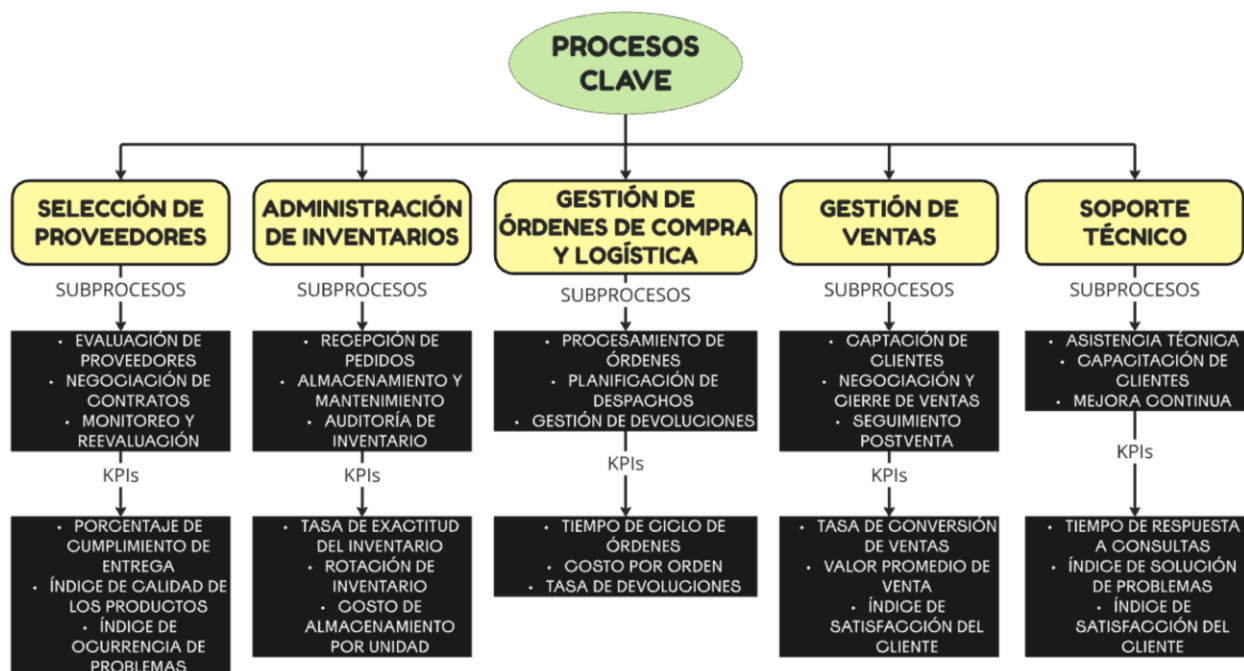 PROCESOS
CLAVE
SELECCIÓN DE
PROVEEDORES
SUBPROCESOS
• EVALUACIÓN DE
PROVEEDORES
• NEGOCIACIÓN DE
CONTRATOS
• MONITOREO Y
REEVALUACIÓN
KPIs
• PORCENTAJE DE
CUMPLIMIENTO DE
ENTREGA
• ÍNDICE DE CALIDAD DE
LOS PRODUCTOS
• ÍNDICE DE
OCURRENCIA DE
PROBLEMAS
ADMINISTRACIÓN
DE INVENTARIOS
SUBPROCESOS
• RECEPCIÓN DE
PEDIDOS
• ALMACENAMIENTO Y
MANTENIMIENTO
• AUDITORÍA DE
INVENTARIO
KPIs
• TASA DE EXACTITUD
DEL INVENTARIO
• ROTACIÓN DE
INVENTARIO
• COSTO DE
ALMACENAMIENTO
POR UNIDAD
GESTIÓN DE
ÓRDENES DE COMPRA
Y LOGÍSTICA
SUBPROCESOS
• PROCESAMIENTO DE
ÓRDENES
• PLANIFICACIÓN DE
DESPACHOS
• GESTIÓN DE DEVOLUCIONES
KPIs
• TIEMPO DE CICLO DE
ÓRDENES
• COSTO POR ORDEN
• TASA DE DEVOLUCIONES
GESTIÓN DE
VENTAS
SUBPROCESOS
• CAPTACIÓN DE
CLIENTES
• NEGOCIACIÓN Y
CIERRE DE VENTAS
• SEGUIMIENTO
POSTVENTA
KPIs
• TASA DE CONVERSIÓN
DE VENTAS
• VALOR PROMEDIO DE
VENTA
• ÍNDICE DE
SATISFACCIÓN DEL
CLIENTE
SOPORTE
TÉCNICO
SUBPROCESOS
• ASISTENCIA TÉCNICA
• CAPACITACIÓN DE
CLIENTES
• MEJORA CONTINUA
KPIs
• TIEMPO DE RESPUESTA
A CONSULTAS
• ÍNDICE DE SOLUCIÓN
DE PROBLEMAS
• ÍNDICE DE
SATISFACCIÓN DEL
CLIENTE